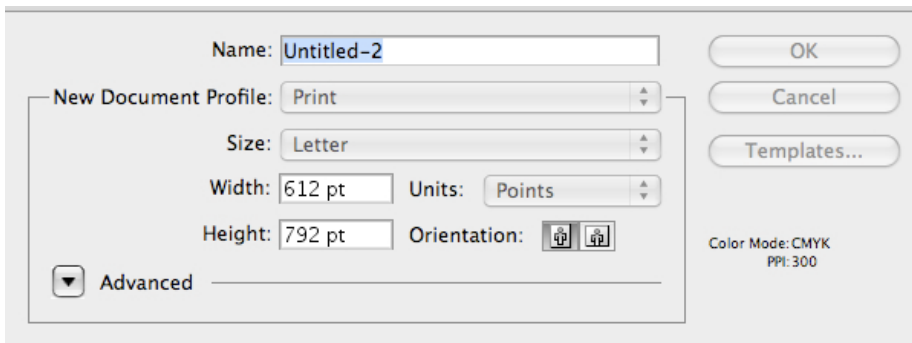 Name: Untitled-2
OK
New Document Profile: Print
Cancel
Size: Letter
Templates...
Width: 612 pt Units: Points
Height: 792 pt Orientation:
Color Mode: CMYK
PPI: 300
Advanced